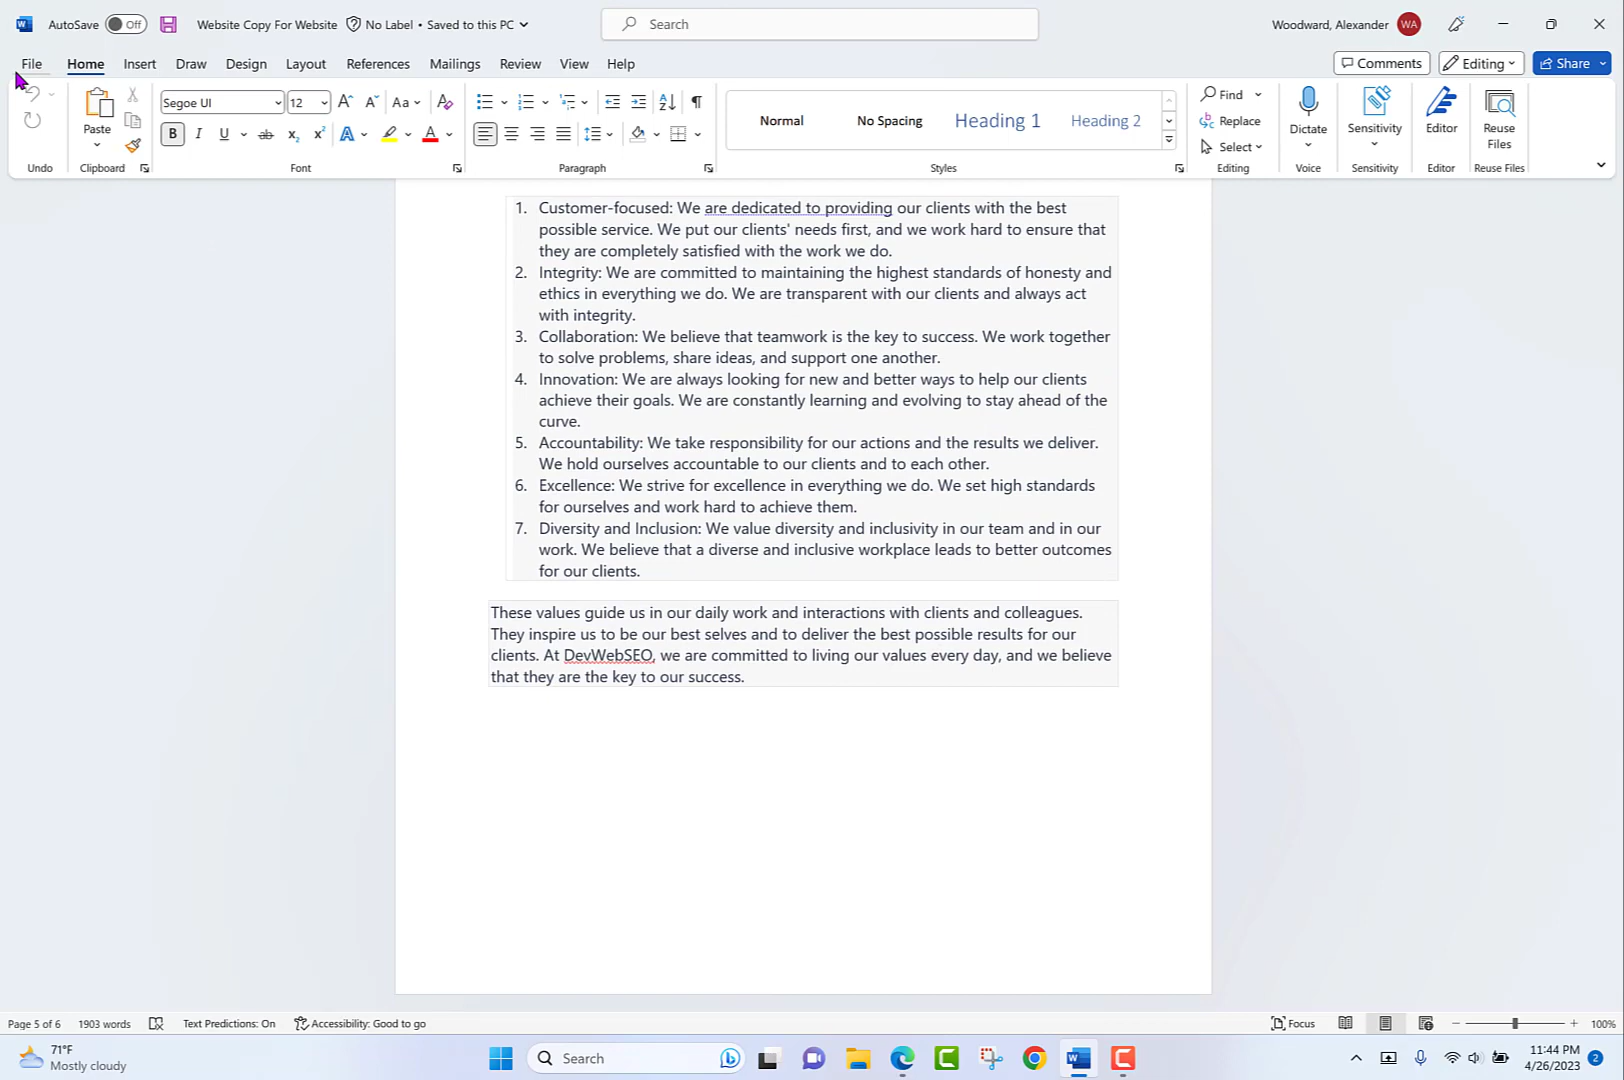 AutoSave Off Website Copy For Website No Label • Saved to this PC Search Woodward, Alexander WA
File Home Insert Draw Design Layout References Mailings Review View Help Comments Editing Share
Segoe UI 12 Aa Normal No Spacing Heading 1 Heading 2 Find
Paste B I U ab x₂ x² A A Replace Dictate Sensitivity Editor Reuse
Files
Select
Undo Clipboard Font Paragraph Styles Editing Voice Sensitivity Editor Reuse Files
1. Customer-focused: We are dedicated to providing our clients with the best
possible service. We put our clients' needs first, and we work hard to ensure that
they are completely satisfied with the work we do.
2. Integrity: We are committed to maintaining the highest standards of honesty and
ethics in everything we do. We are transparent with our clients and always act
with integrity.
3. Collaboration: We believe that teamwork is the key to success. We work together
to solve problems, share ideas, and support one another.
4. Innovation: We are always looking for new and better ways to help our clients
achieve their goals. We are constantly learning and evolving to stay ahead of the
curve.
5. Accountability: We take responsibility for our actions and the results we deliver.
We hold ourselves accountable to our clients and to each other.
6. Excellence: We strive for excellence in everything we do. We set high standards
for ourselves and work hard to achieve them.
7. Diversity and Inclusion: We value diversity and inclusivity in our team and in our
work. We believe that a diverse and inclusive workplace leads to better outcomes
for our clients.
These values guide us in our daily work and interactions with clients and colleagues.
They inspire us to be our best selves and to deliver the best possible results for our
clients. At DevWebSEO, we are committed to living our values every day, and we believe
that they are the key to our success.
Page 5 of 6 1903 words Text Predictions: On Accessibility: Good to go Focus 100%
71°F
Mostly cloudy
Search
11:44 PM
4/26/2023
2